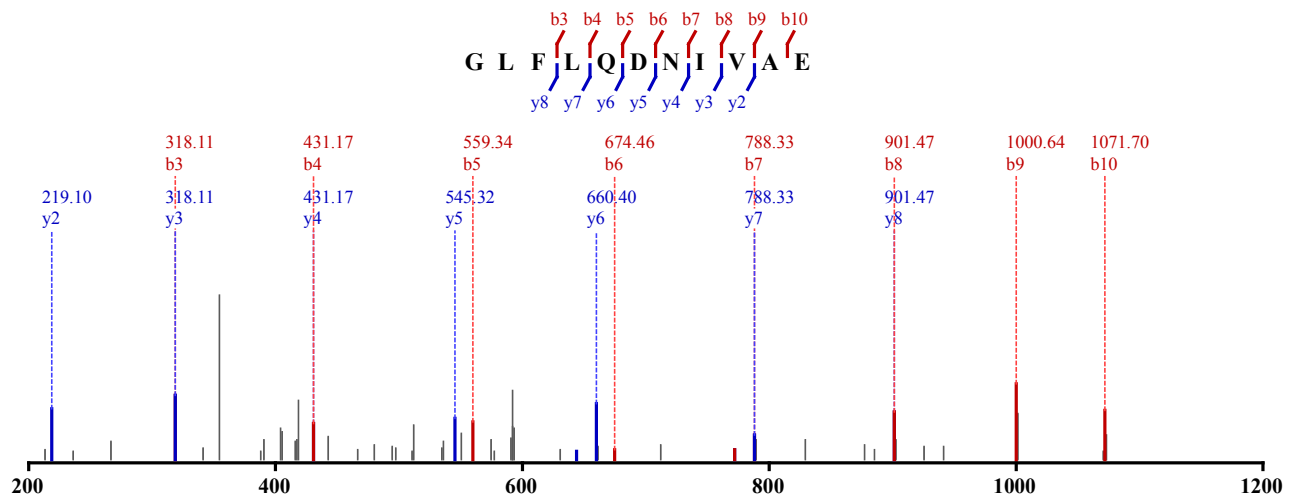 b3 b4 b5 b6 b7 b8 b9 b10
G L F L Q D N I V A E
y8 y7 y6 y5 y4 y3 y2
318.11 431.17 559.34 674.46 788.33 901.47 1000.64 1071.70
b3 b4 b5 b6 b7 b8 b9 b10
219.10 318.11 431.17 545.32 660.40 788.33 901.47
y2 y3 y4 y5 y6 y7 y8
200 400 600 800 1000 1200